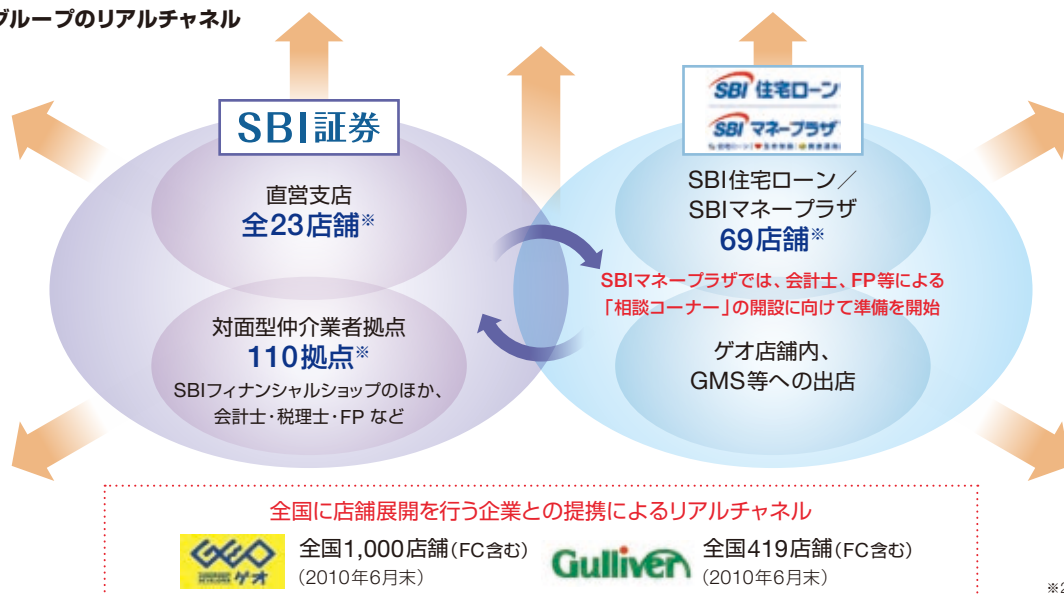 グループのリアルチャネル
SBI証券
直営支店
全23店舗※
対面型仲介業者拠点
110拠点※
SBIフィナンシャルショップのほか、
会計士・税理士・FP など
SBI 住宅ローン
SBI マネープラザ
SBI住宅ローン／
SBIマネープラザ
69店舗※
SBIマネープラザでは、会計士、FP等による
「相談コーナー」の開設に向けて準備を開始
ゲオ店舗内、
GMS等への出店
全国に店舗展開を行う企業との提携によるリアルチャネル
GEO
ゲオ
全国1,000店舗(FC含む)
(2010年6月末)
Gulliver
全国419店舗(FC含む)
(2010年6月末)
※2